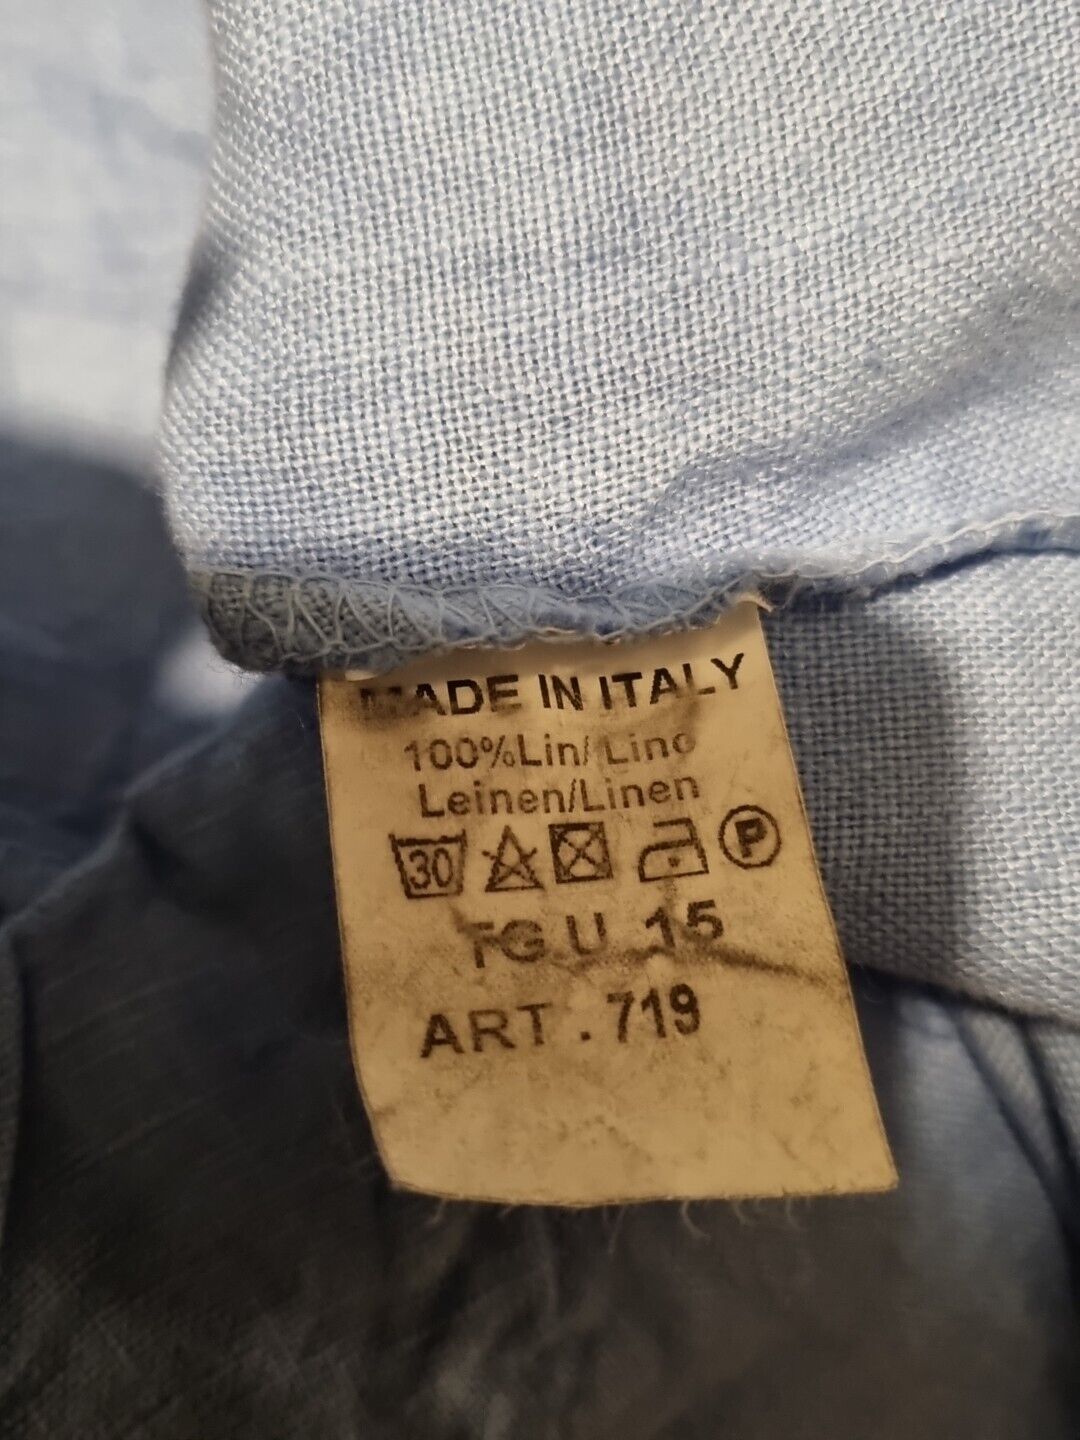 MADE IN ITALY
100%Lin/ Lino
Leinen/Linen
30 P
TG U 15
ART . 719